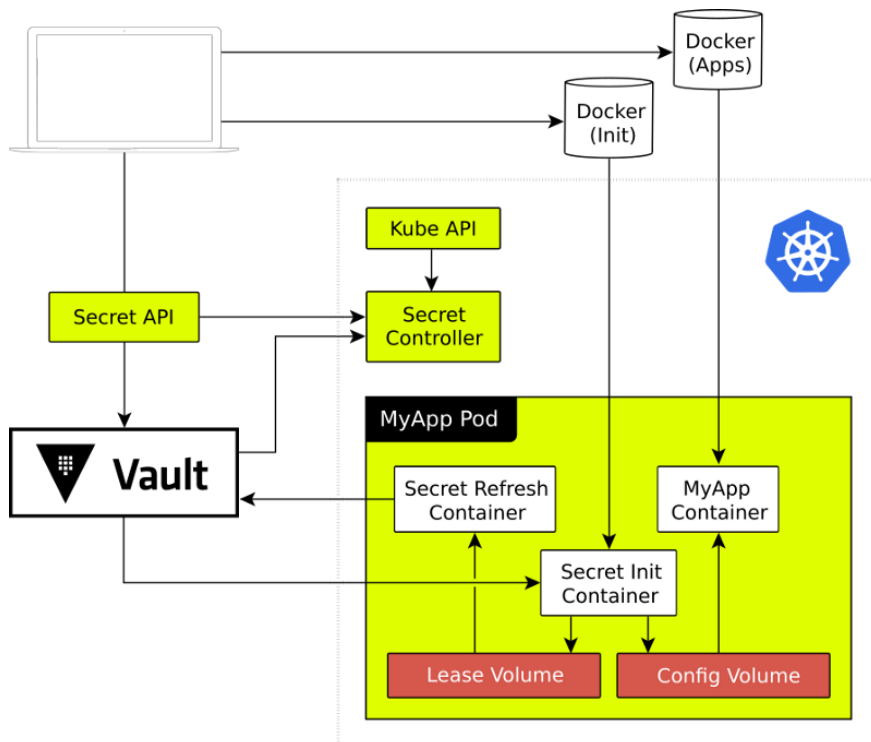 Docker
(Apps)
Docker
(Init)
Kube API
Secret API
Secret
Controller
MyApp Pod
Vault
Secret Refresh
Container
MyApp
Container
Secret Init
Container
Lease Volume
Config Volume